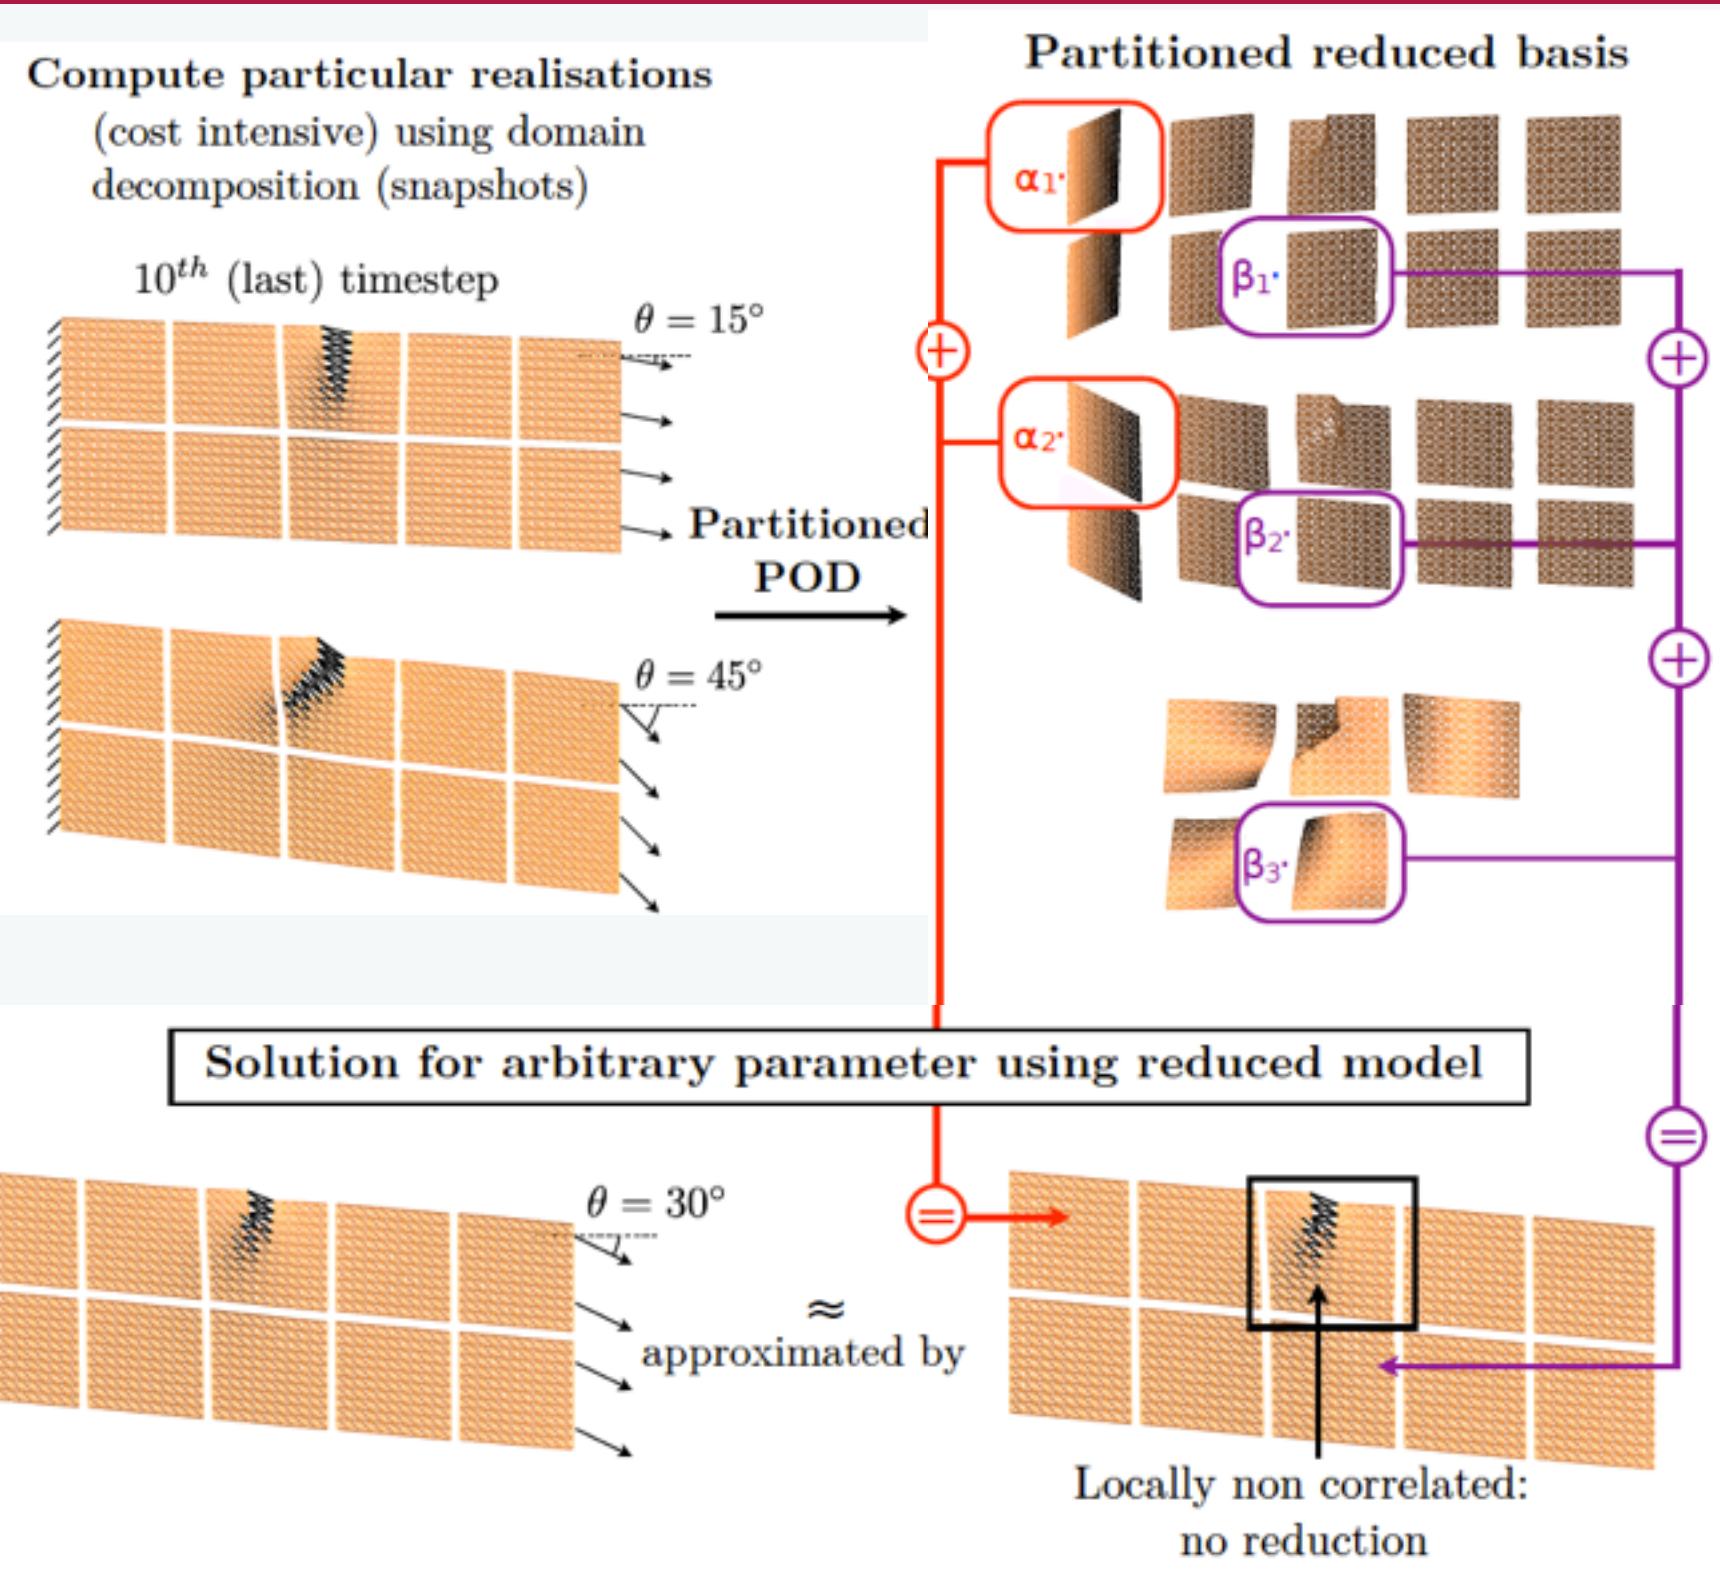 Compute particular realisations
(cost intensive) using domain
decomposition (snapshots)
10th (last) timestep
θ = 15°
θ = 45°
Partitioned
POD
Partitioned reduced basis
α1·
β1·
+
+
α2·
β2·
+
β3·
Solution for arbitrary parameter using reduced model
=
θ = 30°
=
≈
approximated by
Locally non correlated:
no reduction